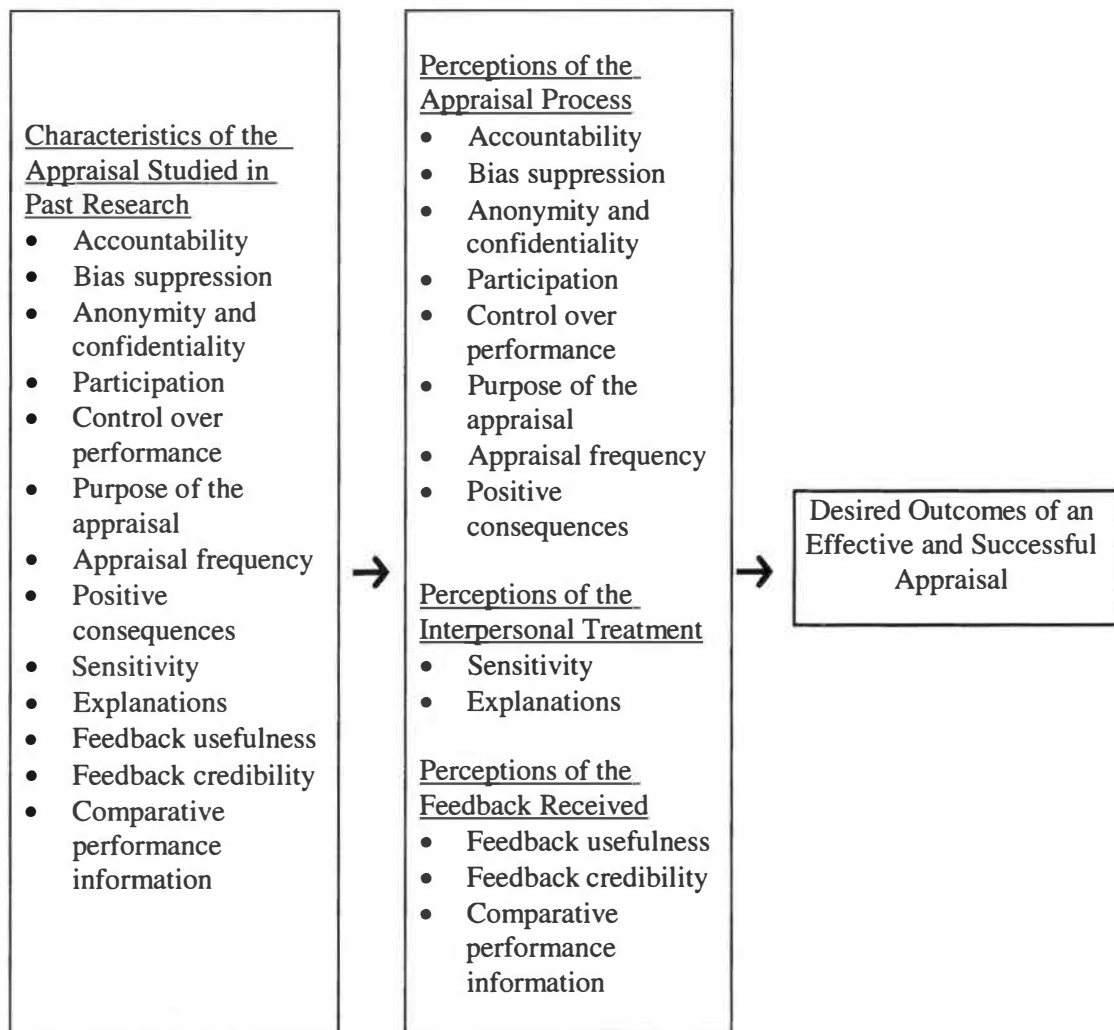 Characteristics of the
Appraisal Studied in
Past Research
• Accountability
• Bias suppression
• Anonymity and
confidentiality
• Participation
• Control over
performance
• Purpose of the
appraisal
• Appraisal frequency
• Positive
consequences
• Sensitivity
• Explanations
• Feedback usefulness
• Feedback credibility
• Comparative
performance
information
Perceptions of the
Appraisal Process
• Accountability
• Bias suppression
• Anonymity and
confidentiality
• Participation
• Control over
performance
• Purpose of the
appraisal
• Appraisal frequency
• Positive
consequences
Perceptions of the
Interpersonal Treatment
• Sensitivity
• Explanations
Perceptions of the
Feedback Received
• Feedback usefulness
• Feedback credibility
• Comparative
performance
information
Desired Outcomes of an
Effective and Successful
Appraisal